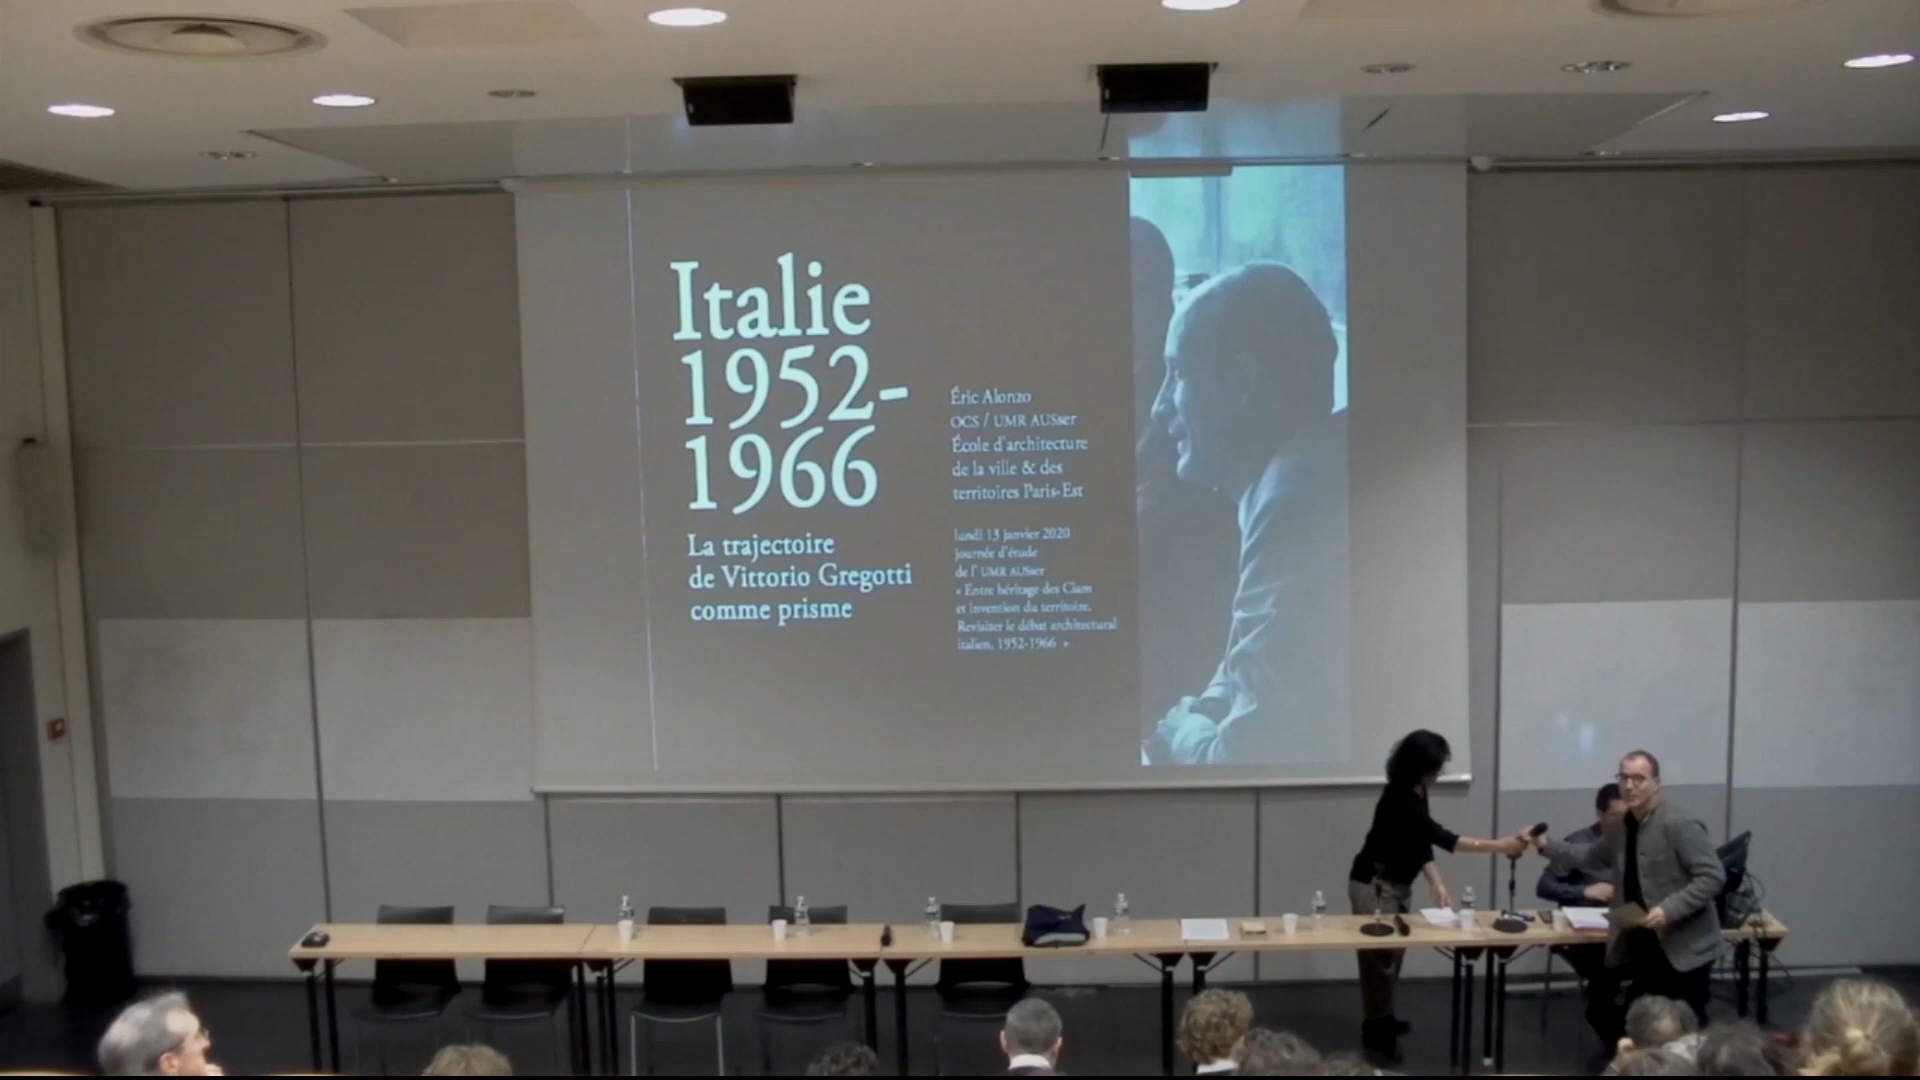 Italie
1952-
1966
La trajectoire
de Vittorio Gregotti
comme prisme
Éric Alonzo
OCS / UMR AUSser
École d'architecture
de la ville & des
territoires Paris-Est
lundi 13 janvier 2020
journée d'étude
de l' UMR AUSser
« Entre héritage des Ciam
et invention du territoire.
Revisiter le débat architectural
italien, 1952-1966 »